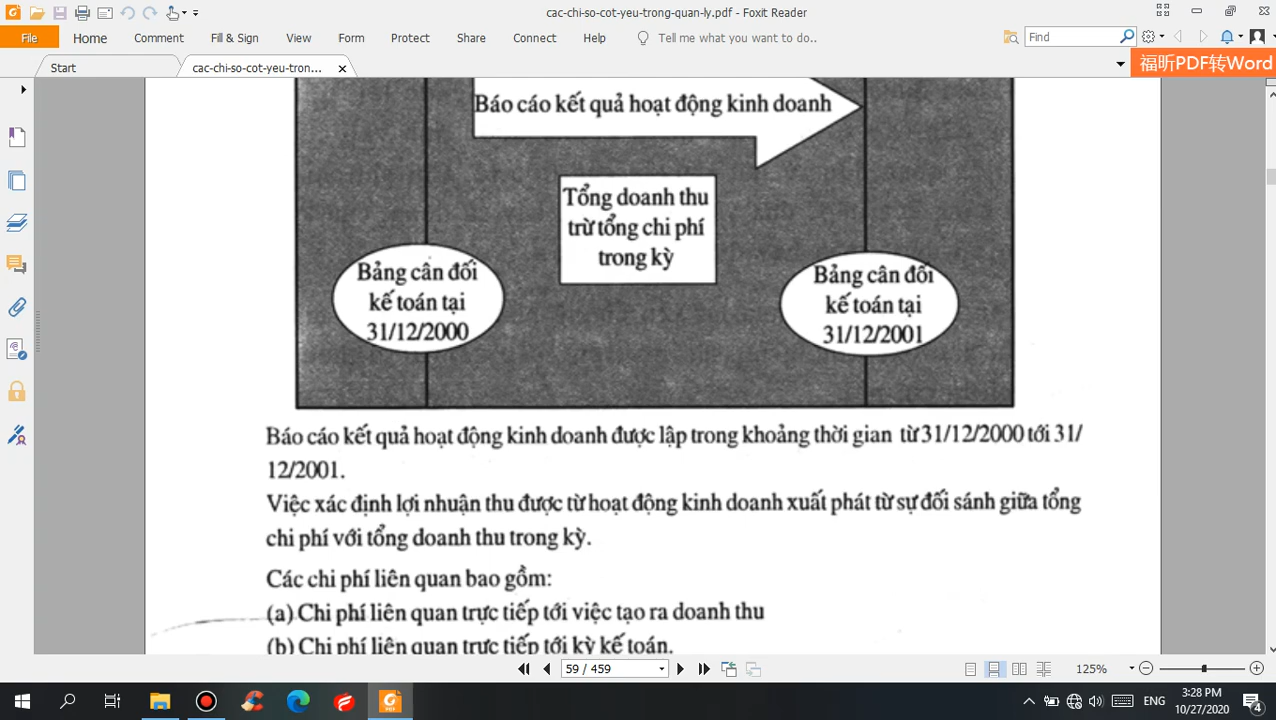 cac-chi-so-cot-yeu-trong-quan-ly.pdf - Foxit Reader
File Home Comment Fill & Sign View Form Protect Share Connect Help Tell me what you want to do.. Find
Start cac-chi-so-cot-yeu-tron...
福昕PDF转Word
Báo cáo kết quả hoạt động kinh doanh
Tổng doanh thu
trừ tổng chi phí
trong kỳ
Bảng cân đối
kế toán tại
31/12/2000
Bảng cân đối
kế toán tại
31/12/2001
Báo cáo kết quả hoạt động kinh doanh được lập trong khoảng thời gian từ 31/12/2000 tới 31/
12/2001.
Việc xác định lợi nhuận thu được từ hoạt động kinh doanh xuất phát từ sự đối sánh giữa tổng
chi phí với tổng doanh thu trong kỳ.
Các chi phí liên quan bao gồm:
(a) Chi phí liên quan trực tiếp tới việc tạo ra doanh thu
(b) Chi phí liên quan trực tiếp tới kỳ kế toán.
59 / 459
125%
ENG
3:28 PM
10/27/2020
4